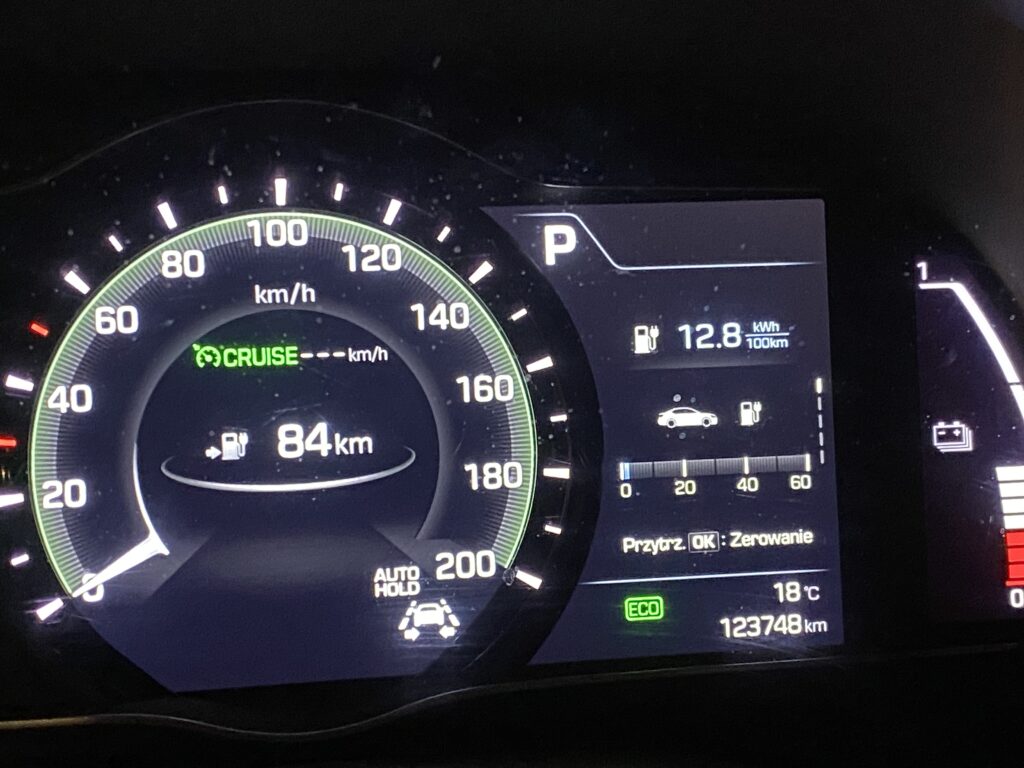 100
80
120
60
km/h
140
CRUISE---km/h
40
160
84km
20
180
0
200
AUTO
HOLD
P
12.8 kWh
100km
0 20 40 60
Przytrz. OK : Zerowanie
ECO
18°C
123748 km
1
0